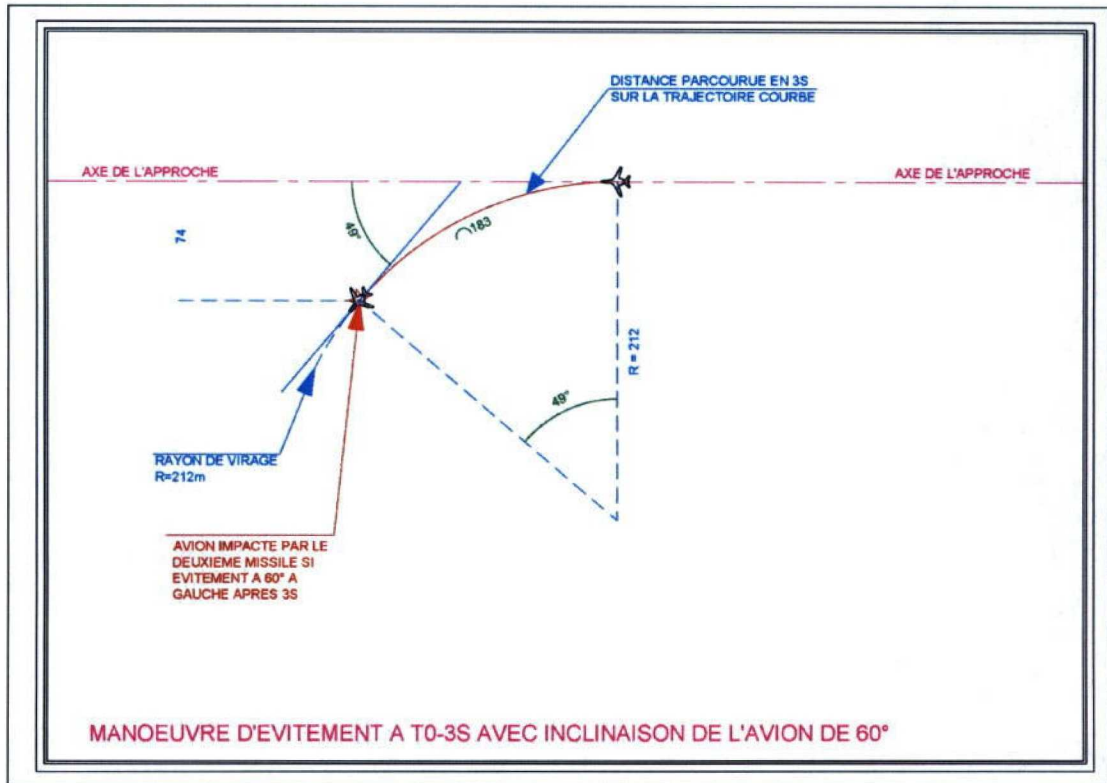 DISTANCE PARCOURUE EN 3S
SUR LA TRAJECTOIRE COURBE
AXE DE L'APPROCHE
AXE DE L'APPROCHE
49°
183
74
R = 212
49°
RAYON DE VIRAGE
R=212m
AVION IMPACTE PAR LE
DEUXIEME MISSILE SI
EVITEMENT A 60° A
GAUCHE APRES 3S
MANOEUVRE D'EVITEMENT A T0-3S AVEC INCLINAISON DE L'AVION DE 60°